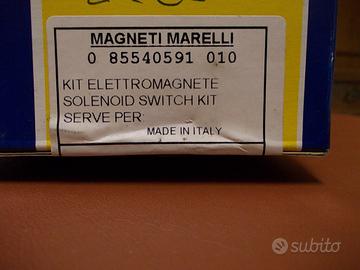 MAGNETI MARELLI
0 85540591 010
KIT ELETTROMAGNETE
SOLENOID SWITCH KIT
SERVE PER:
MADE IN ITALY
subito